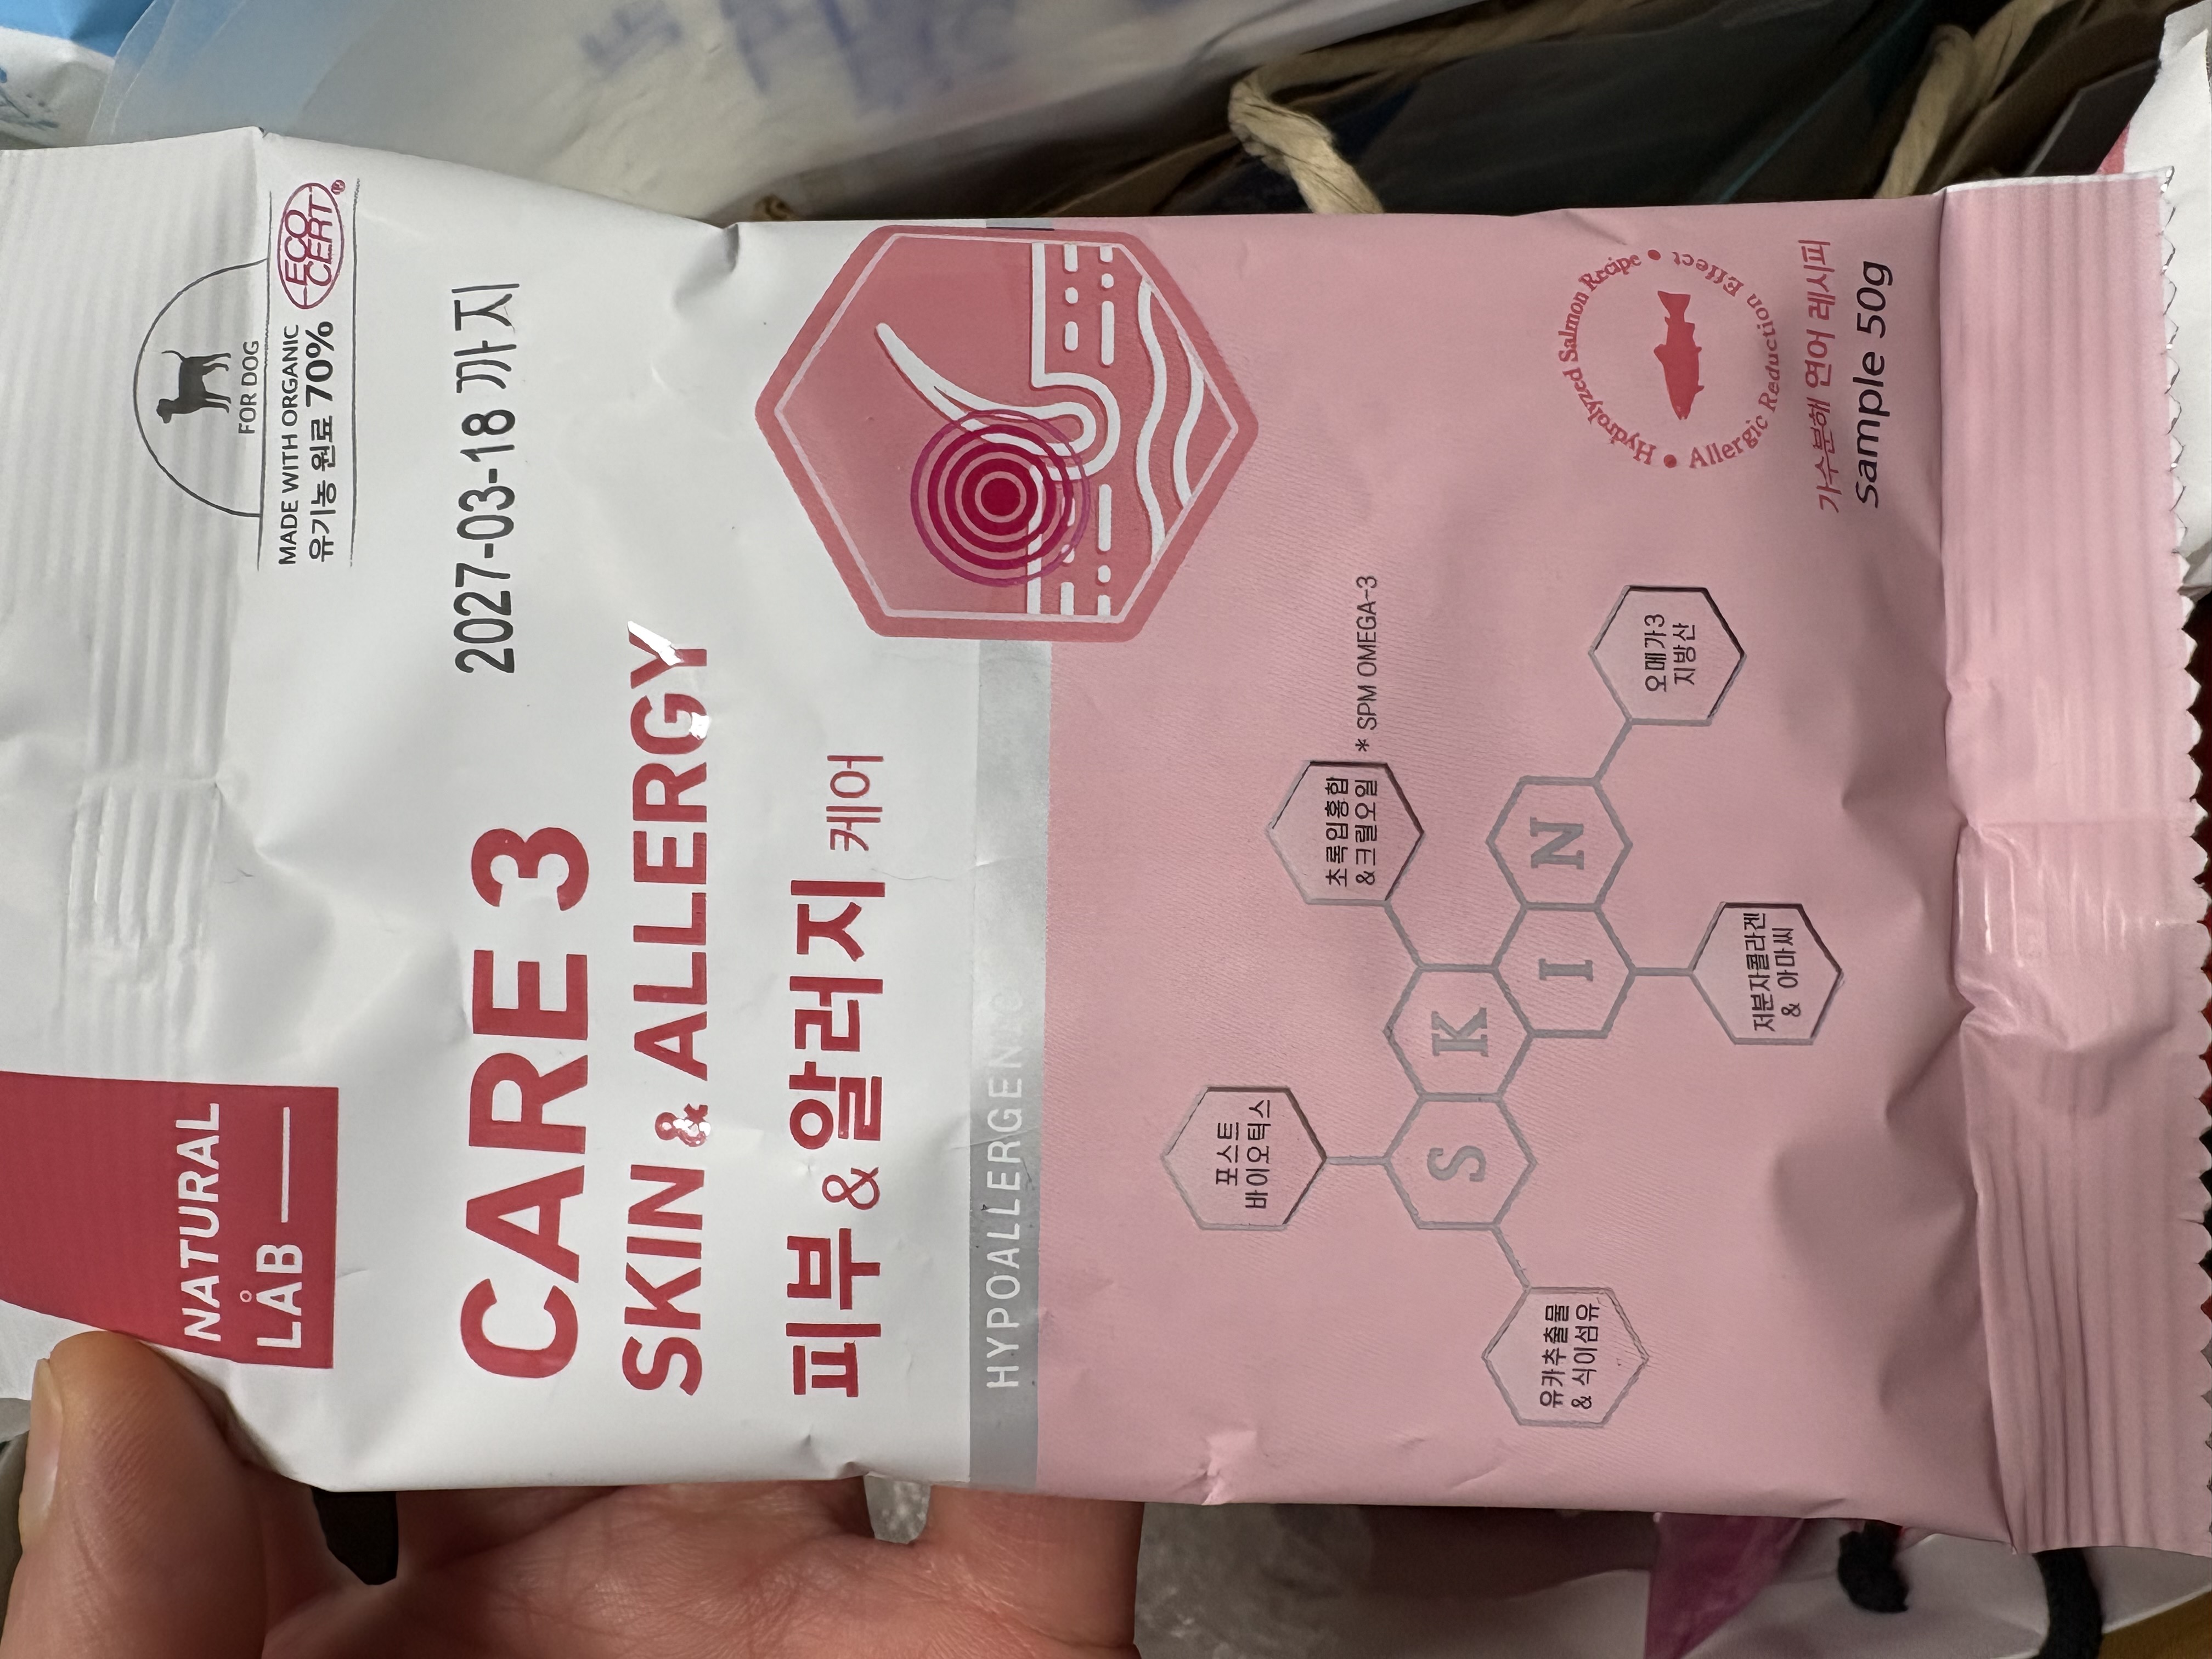 NATURAL
LÅB
FOR DOG
MADE WITH ORGANIC
유기농 원료 70%
ECO
CERT®
2027-03-18 까지
CARE 3
SKIN & ALLERGY
피부 & 알러지 케어
HYPOALLERGENIC
포스트
바이오틱스
초록입홍합
&크릴오일
* SPM OMEGA-3
S K I N
유카추출물
& 식이섬유
저분자콜라겐
& 아마씨
오메가3
지방산
Hydrolyzed Salmon Recipe • Allergic Reduction Effect •
가수분해 연어 레시피
Sample 50g